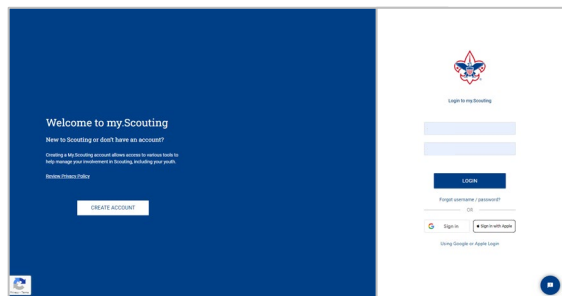 Welcome to my.Scouting
New to Scouting or don't have an account?
Creating a My.Scouting account allows access to various tools to
help manage your involvement in Scouting, including your youth.
Review Privacy Policy
CREATE ACCOUNT
Login to my.Scouting
LOGIN
Forgot username / password?
OR
Sign in
Sign in with Apple
Using Google or Apple Login
Privacy - Terms